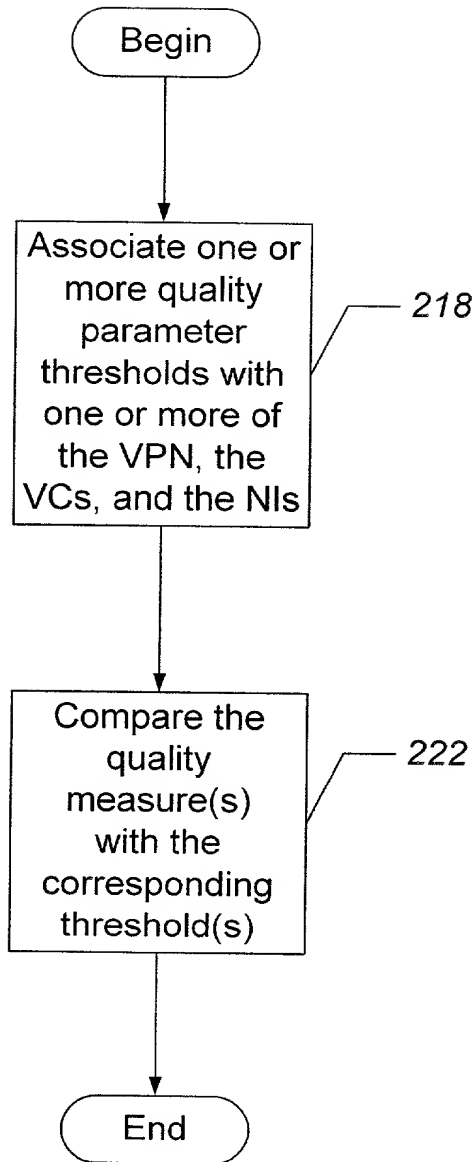 Begin
Associate one or
more quality
parameter
thresholds with
one or more of
the VPN, the
VCs, and the NIs
218
Compare the
quality
measure(s)
with the
corresponding
threshold(s)
222
End